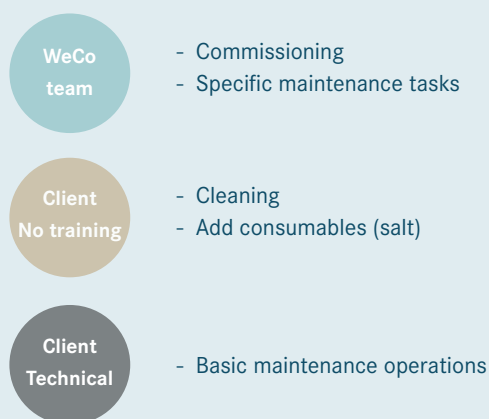 WeCo
team
- Commissioning
- Specific maintenance tasks
Client
No training
- Cleaning
- Add consumables (salt)
Client
Technical
- Basic maintenance operations